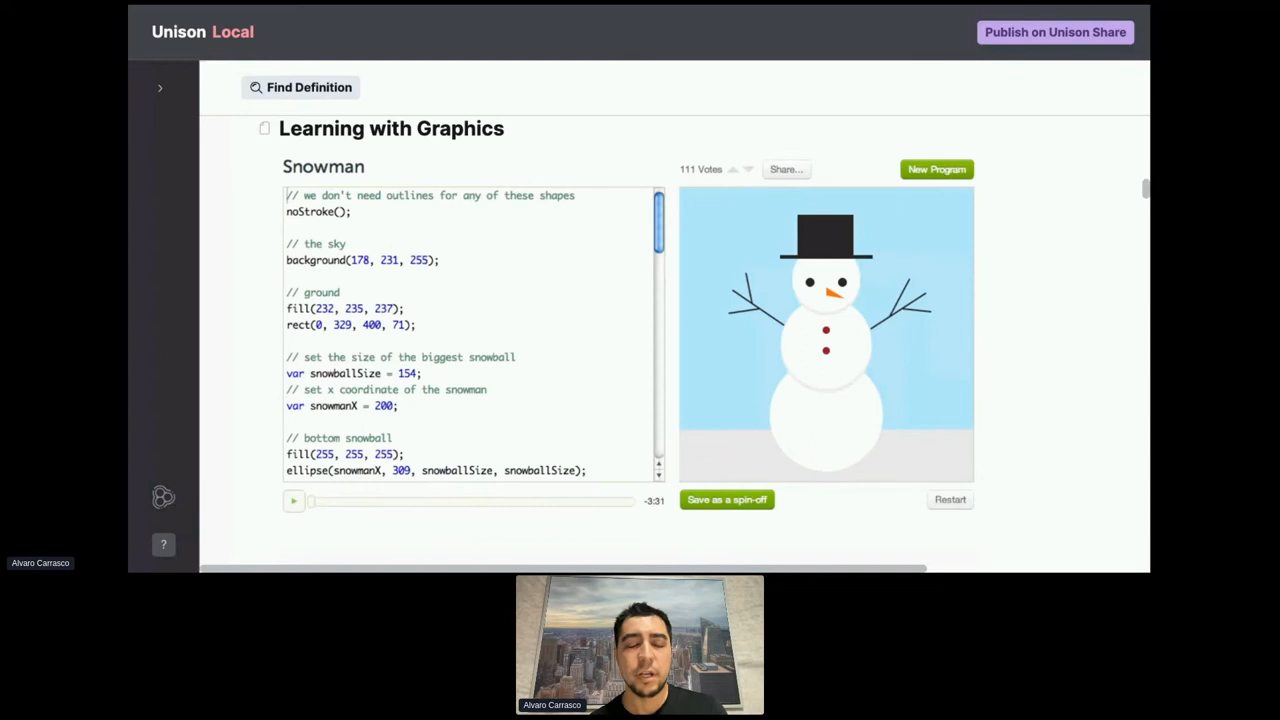 Unison Local
Publish on Unison Share
Find Definition
Learning with Graphics
Snowman
111 Votes
Share...
New Program
// we don't need outlines for any of these shapes
noStroke();
// the sky
background(178, 231, 255);
// ground
fill(232, 235, 237);
rect(0, 329, 400, 71);
// set the size of the biggest snowball
var snowballSize = 154;
// set x coordinate of the snowman
var snowmanX = 200;
// bottom snowball
fill(255, 255, 255);
ellipse(snowmanX, 309, snowballSize, snowballSize);
-3:31
Save as a spin-off
Restart
?
Alvaro Carrasco
Alvaro Carrasco